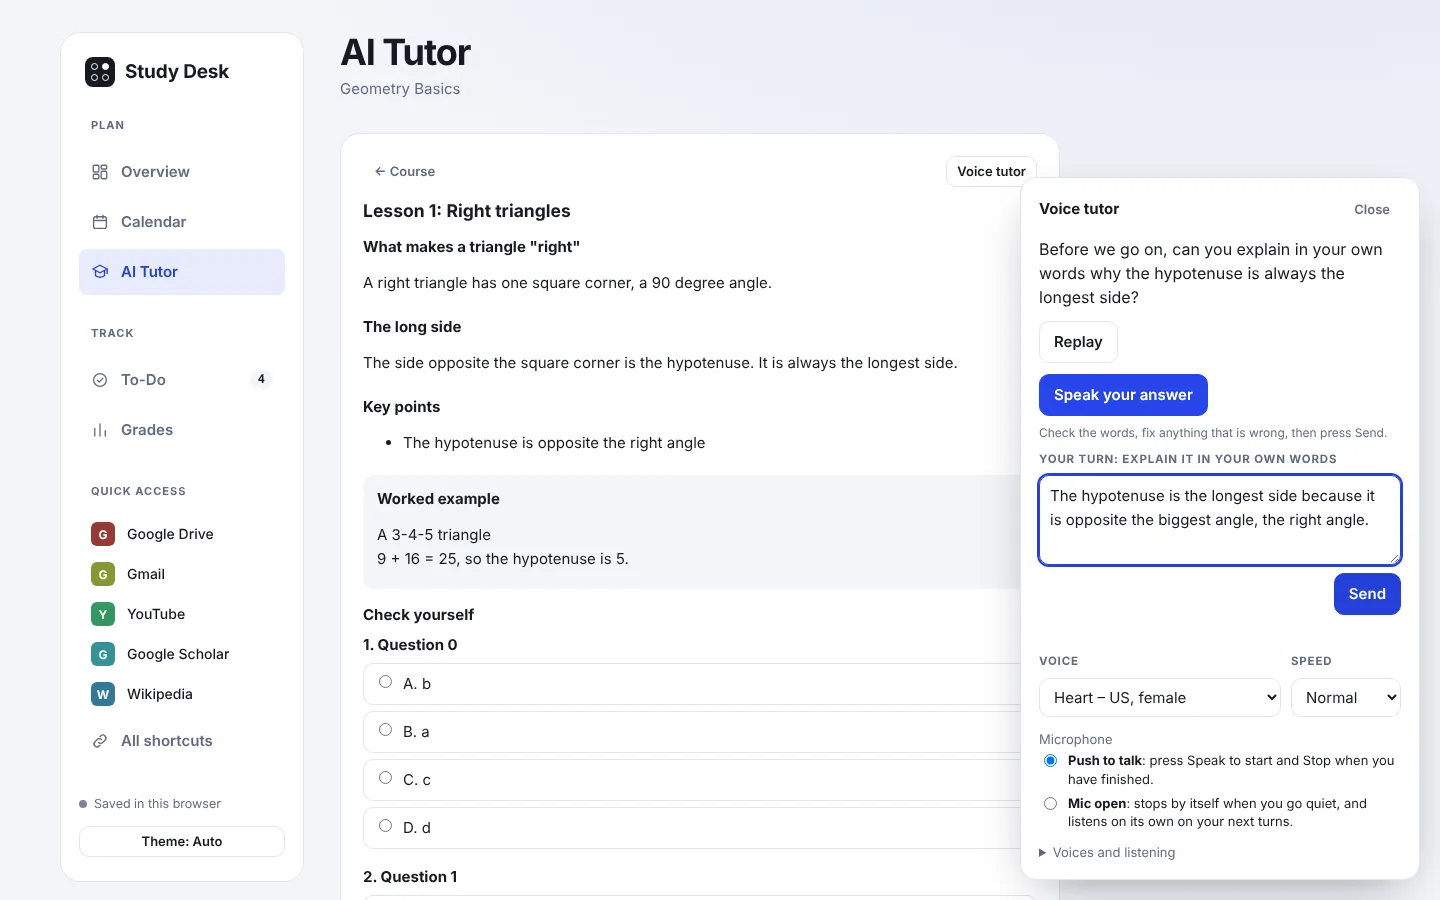 Study Desk
PLAN
Overview
Calendar
AI Tutor
TRACK
To-Do
4
Grades
QUICK ACCESS
G
Google Drive
G
Gmail
Y
YouTube
G
Google Scholar
W
Wikipedia
All shortcuts
Saved in this browser
Theme: Auto
AI Tutor
Geometry Basics
← Course
Voice tutor
Lesson 1: Right triangles
What makes a triangle "right"
A right triangle has one square corner, a 90 degree angle.
The long side
The side opposite the square corner is the hypotenuse. It is always the longest side.
Key points
• The hypotenuse is opposite the right angle
Worked example
A 3-4-5 triangle
9 + 16 = 25, so the hypotenuse is 5.
Check yourself
1. Question 0
A. b
B. a
C. c
D. d
2. Question 1
Voice tutor
Close
Before we go on, can you explain in your own
words why the hypotenuse is always the
longest side?
Replay
Speak your answer
Check the words, fix anything that is wrong, then press Send.
YOUR TURN: EXPLAIN IT IN YOUR OWN WORDS
The hypotenuse is the longest side because it
is opposite the biggest angle, the right angle.
Send
VOICE
SPEED
Heart – US, female
Normal
Microphone
Push to talk: press Speak to start and Stop when you
have finished.
Mic open: stops by itself when you go quiet, and
listens on its own on your next turns.
Voices and listening